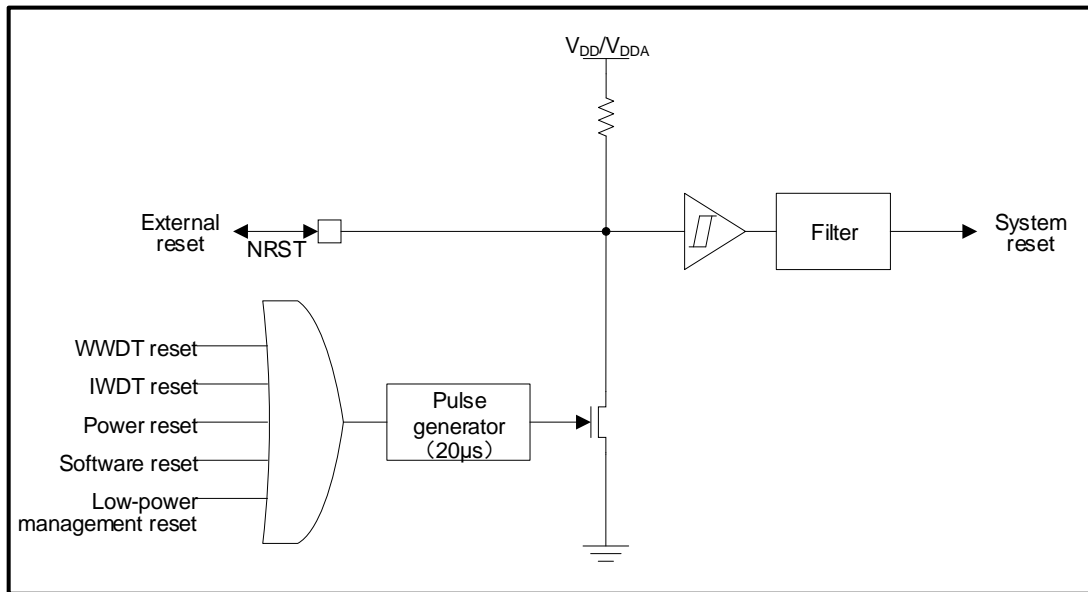 VDD/VDDA
External
reset
NRST
Filter
System
reset
WWDT reset
IWDT reset
Power reset
Software reset
Low-power
management reset
Pulse
generator
（20μs）